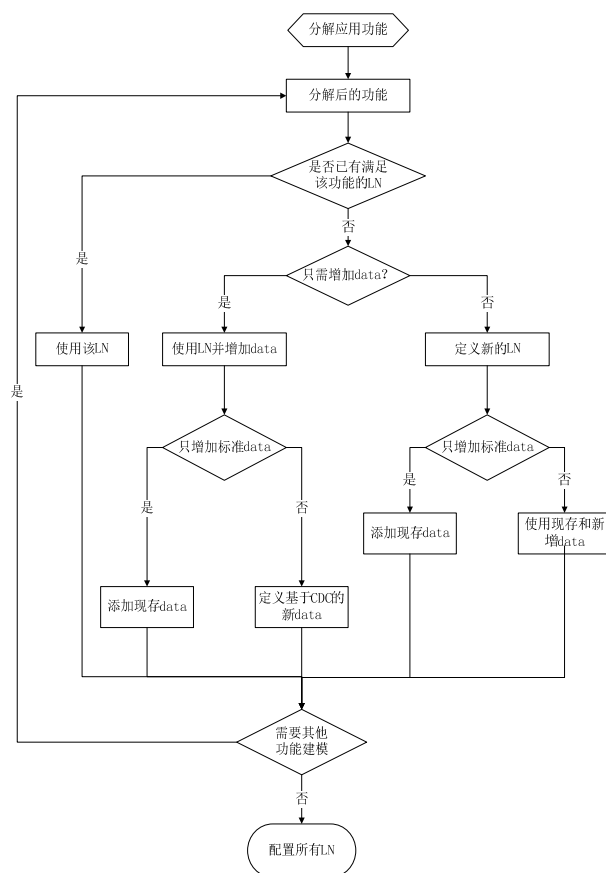 分解应用功能
分解后的功能
是否已有满足
该功能的LN
否
是
只需增加data?
是
否
使用该LN
使用LN并增加data
定义新的LN
是
只增加标准data
只增加标准data
是
否
是
否
添加现存data
使用现存和新
增data
添加现存data
定义基于CDC的
新data
需要其他
功能建模
否
配置所有LN